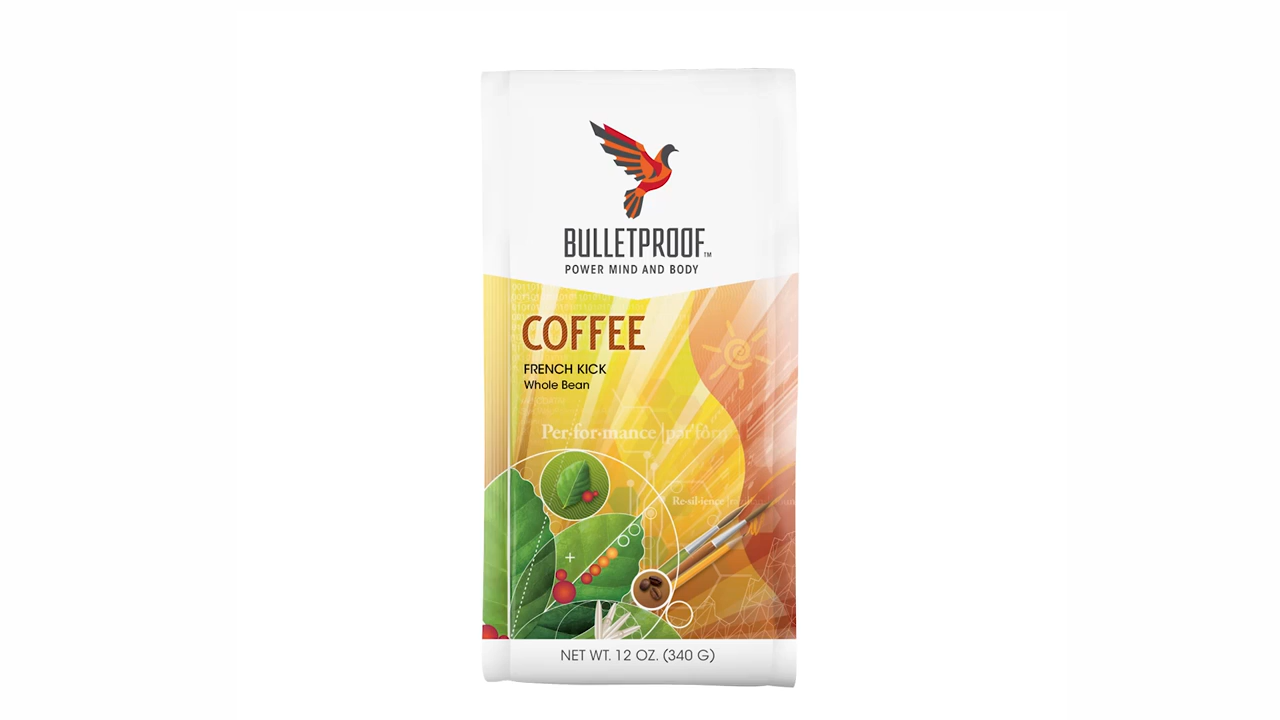 BULLETPROOF™
POWER MIND AND BODY
COFFEE
FRENCH KICK
Whole Bean
Per·for·mance
Re·sil·ience
NET WT. 12 OZ. (340 G)